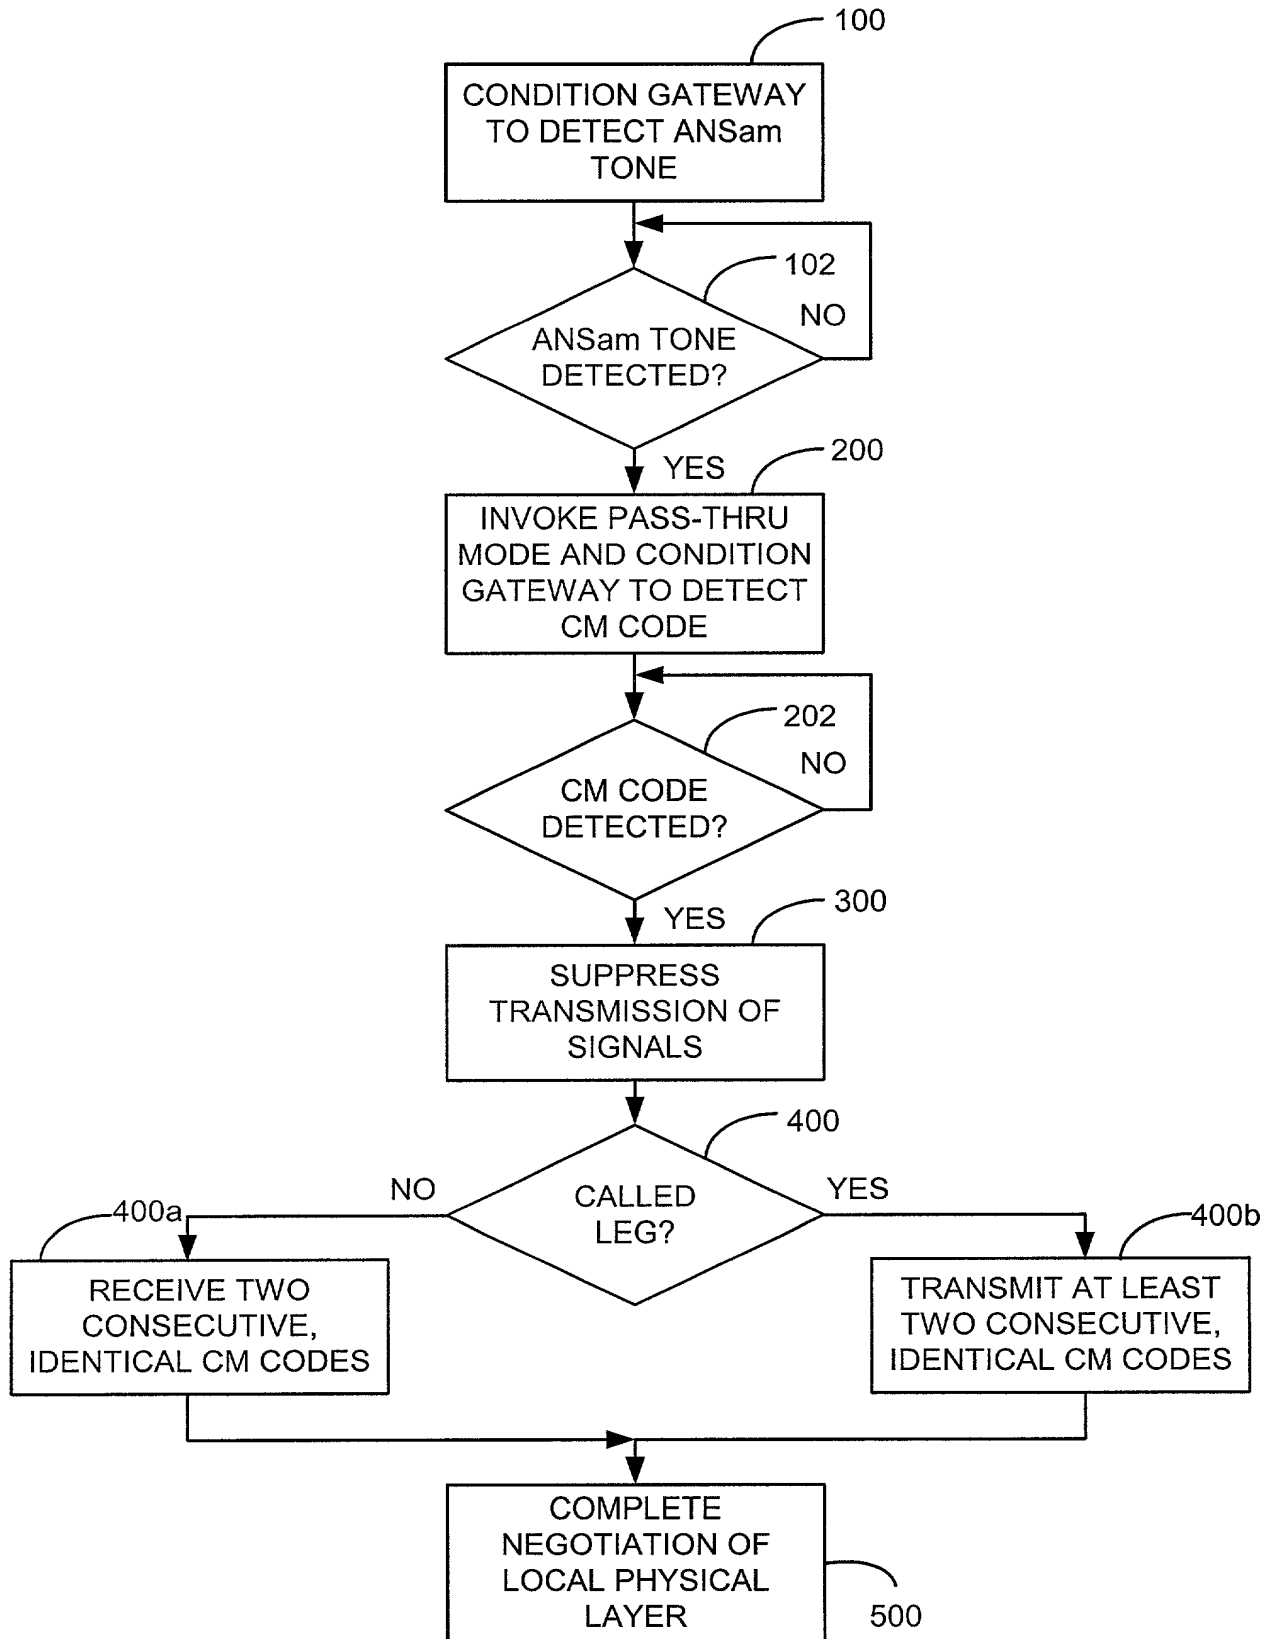 100
CONDITION GATEWAY
TO DETECT ANSam
TONE
102
NO
ANSam TONE
DETECTED?
YES
200
INVOKE PASS-THRU
MODE AND CONDITION
GATEWAY TO DETECT
CM CODE
202
NO
CM CODE
DETECTED?
YES
300
SUPPRESS
TRANSMISSION OF
SIGNALS
400
NO
CALLED
LEG?
YES
400a
RECEIVE TWO
CONSECUTIVE,
IDENTICAL CM CODES
400b
TRANSMIT AT LEAST
TWO CONSECUTIVE,
IDENTICAL CM CODES
COMPLETE
NEGOTIATION OF
LOCAL PHYSICAL
LAYER
500